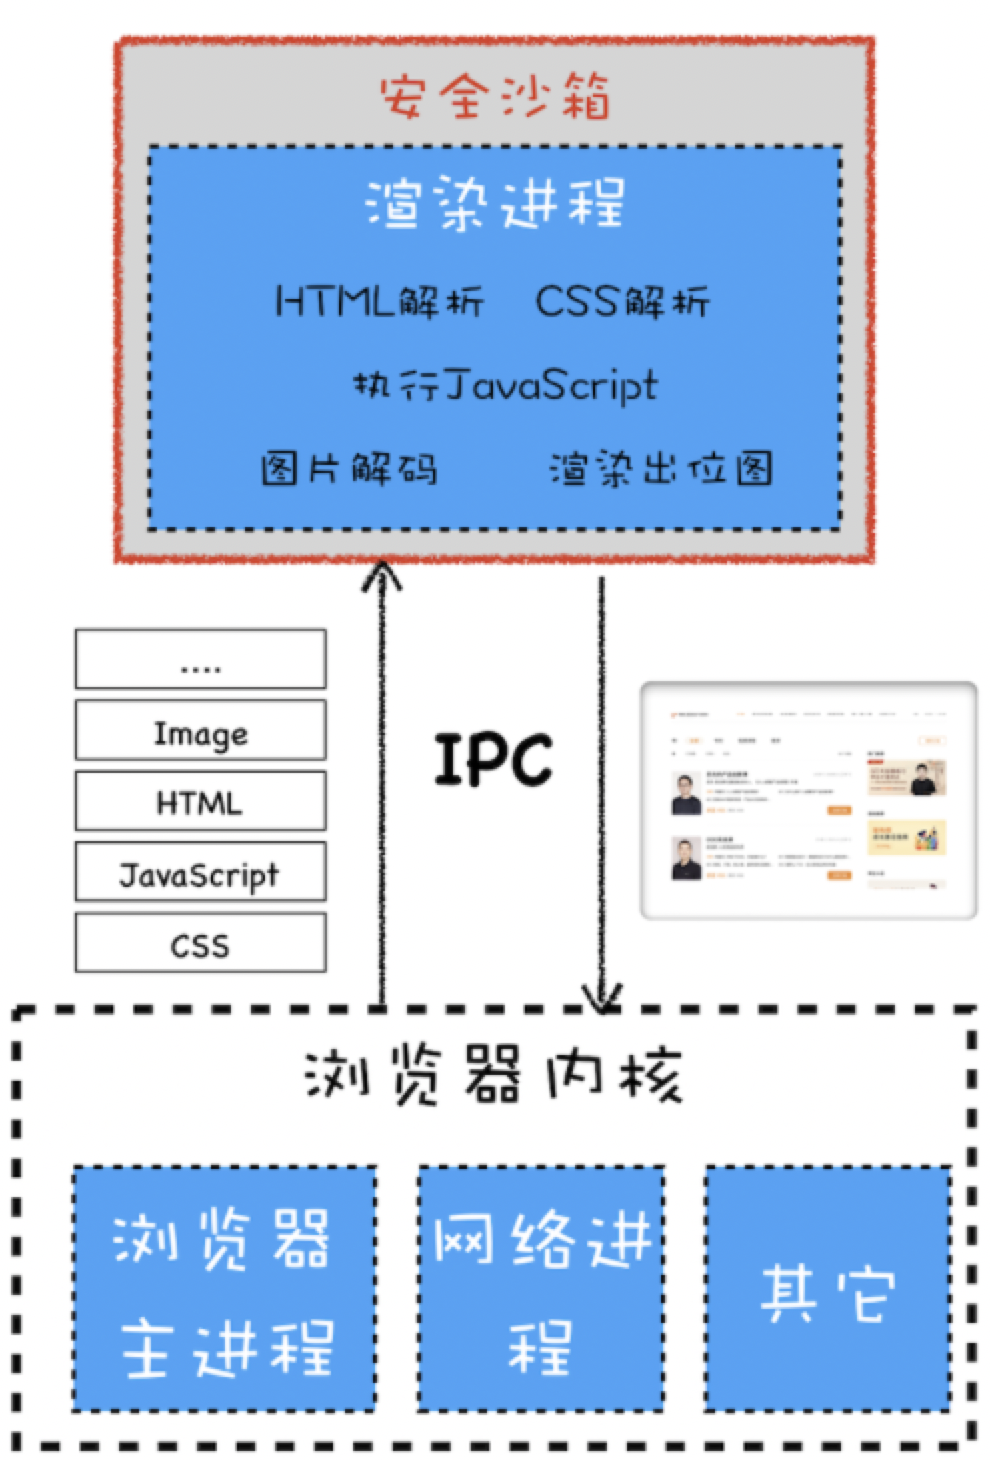 安全沙箱
渲染进程
HTML解析 CSS解析
执行JavaScript
图片解码 渲染出位图
....
Image
HTML
JavaScript
CSS
IPC
浏览器内核
浏览器
主进程
网络进
程
其它